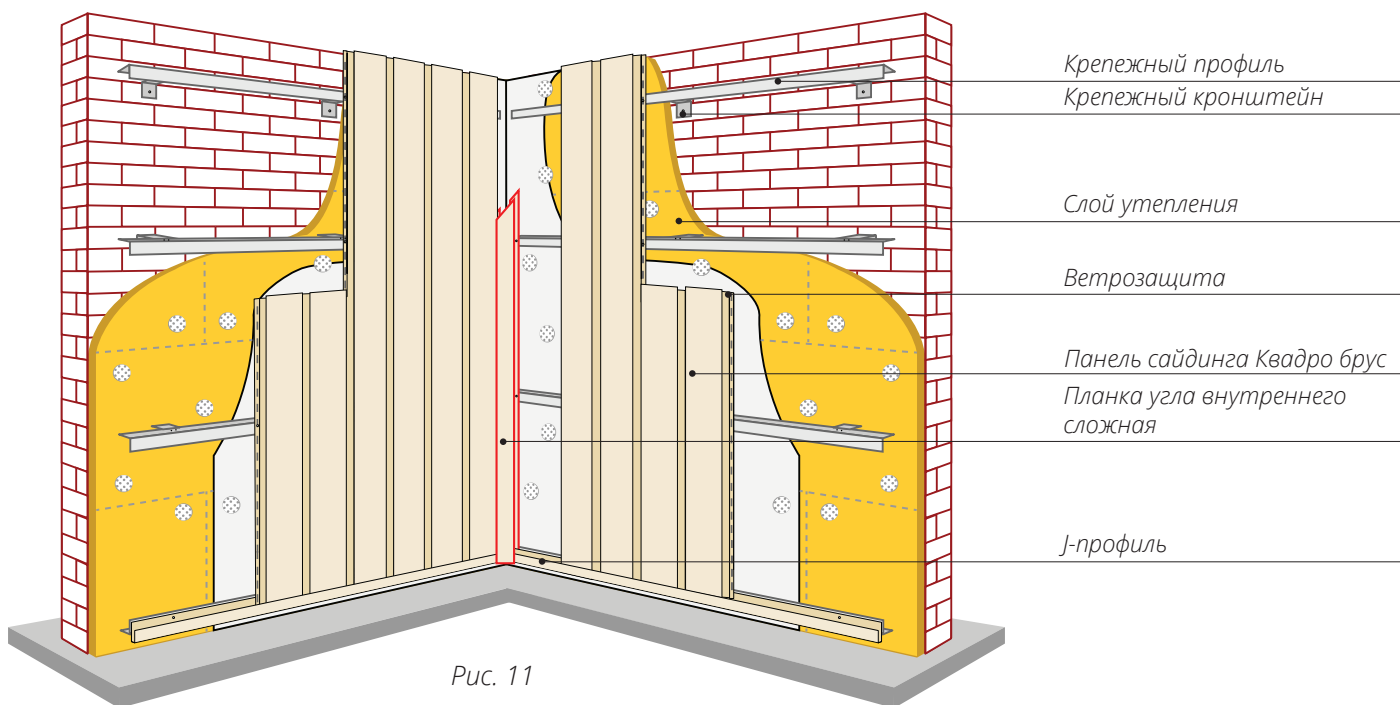 Крепежный профиль
Крепежный кронштейн
Слой утепления
Ветрозащита
Панель сайдинга Квадро брус
Планка угла внутреннего
сложная
J-профиль
Рис. 11